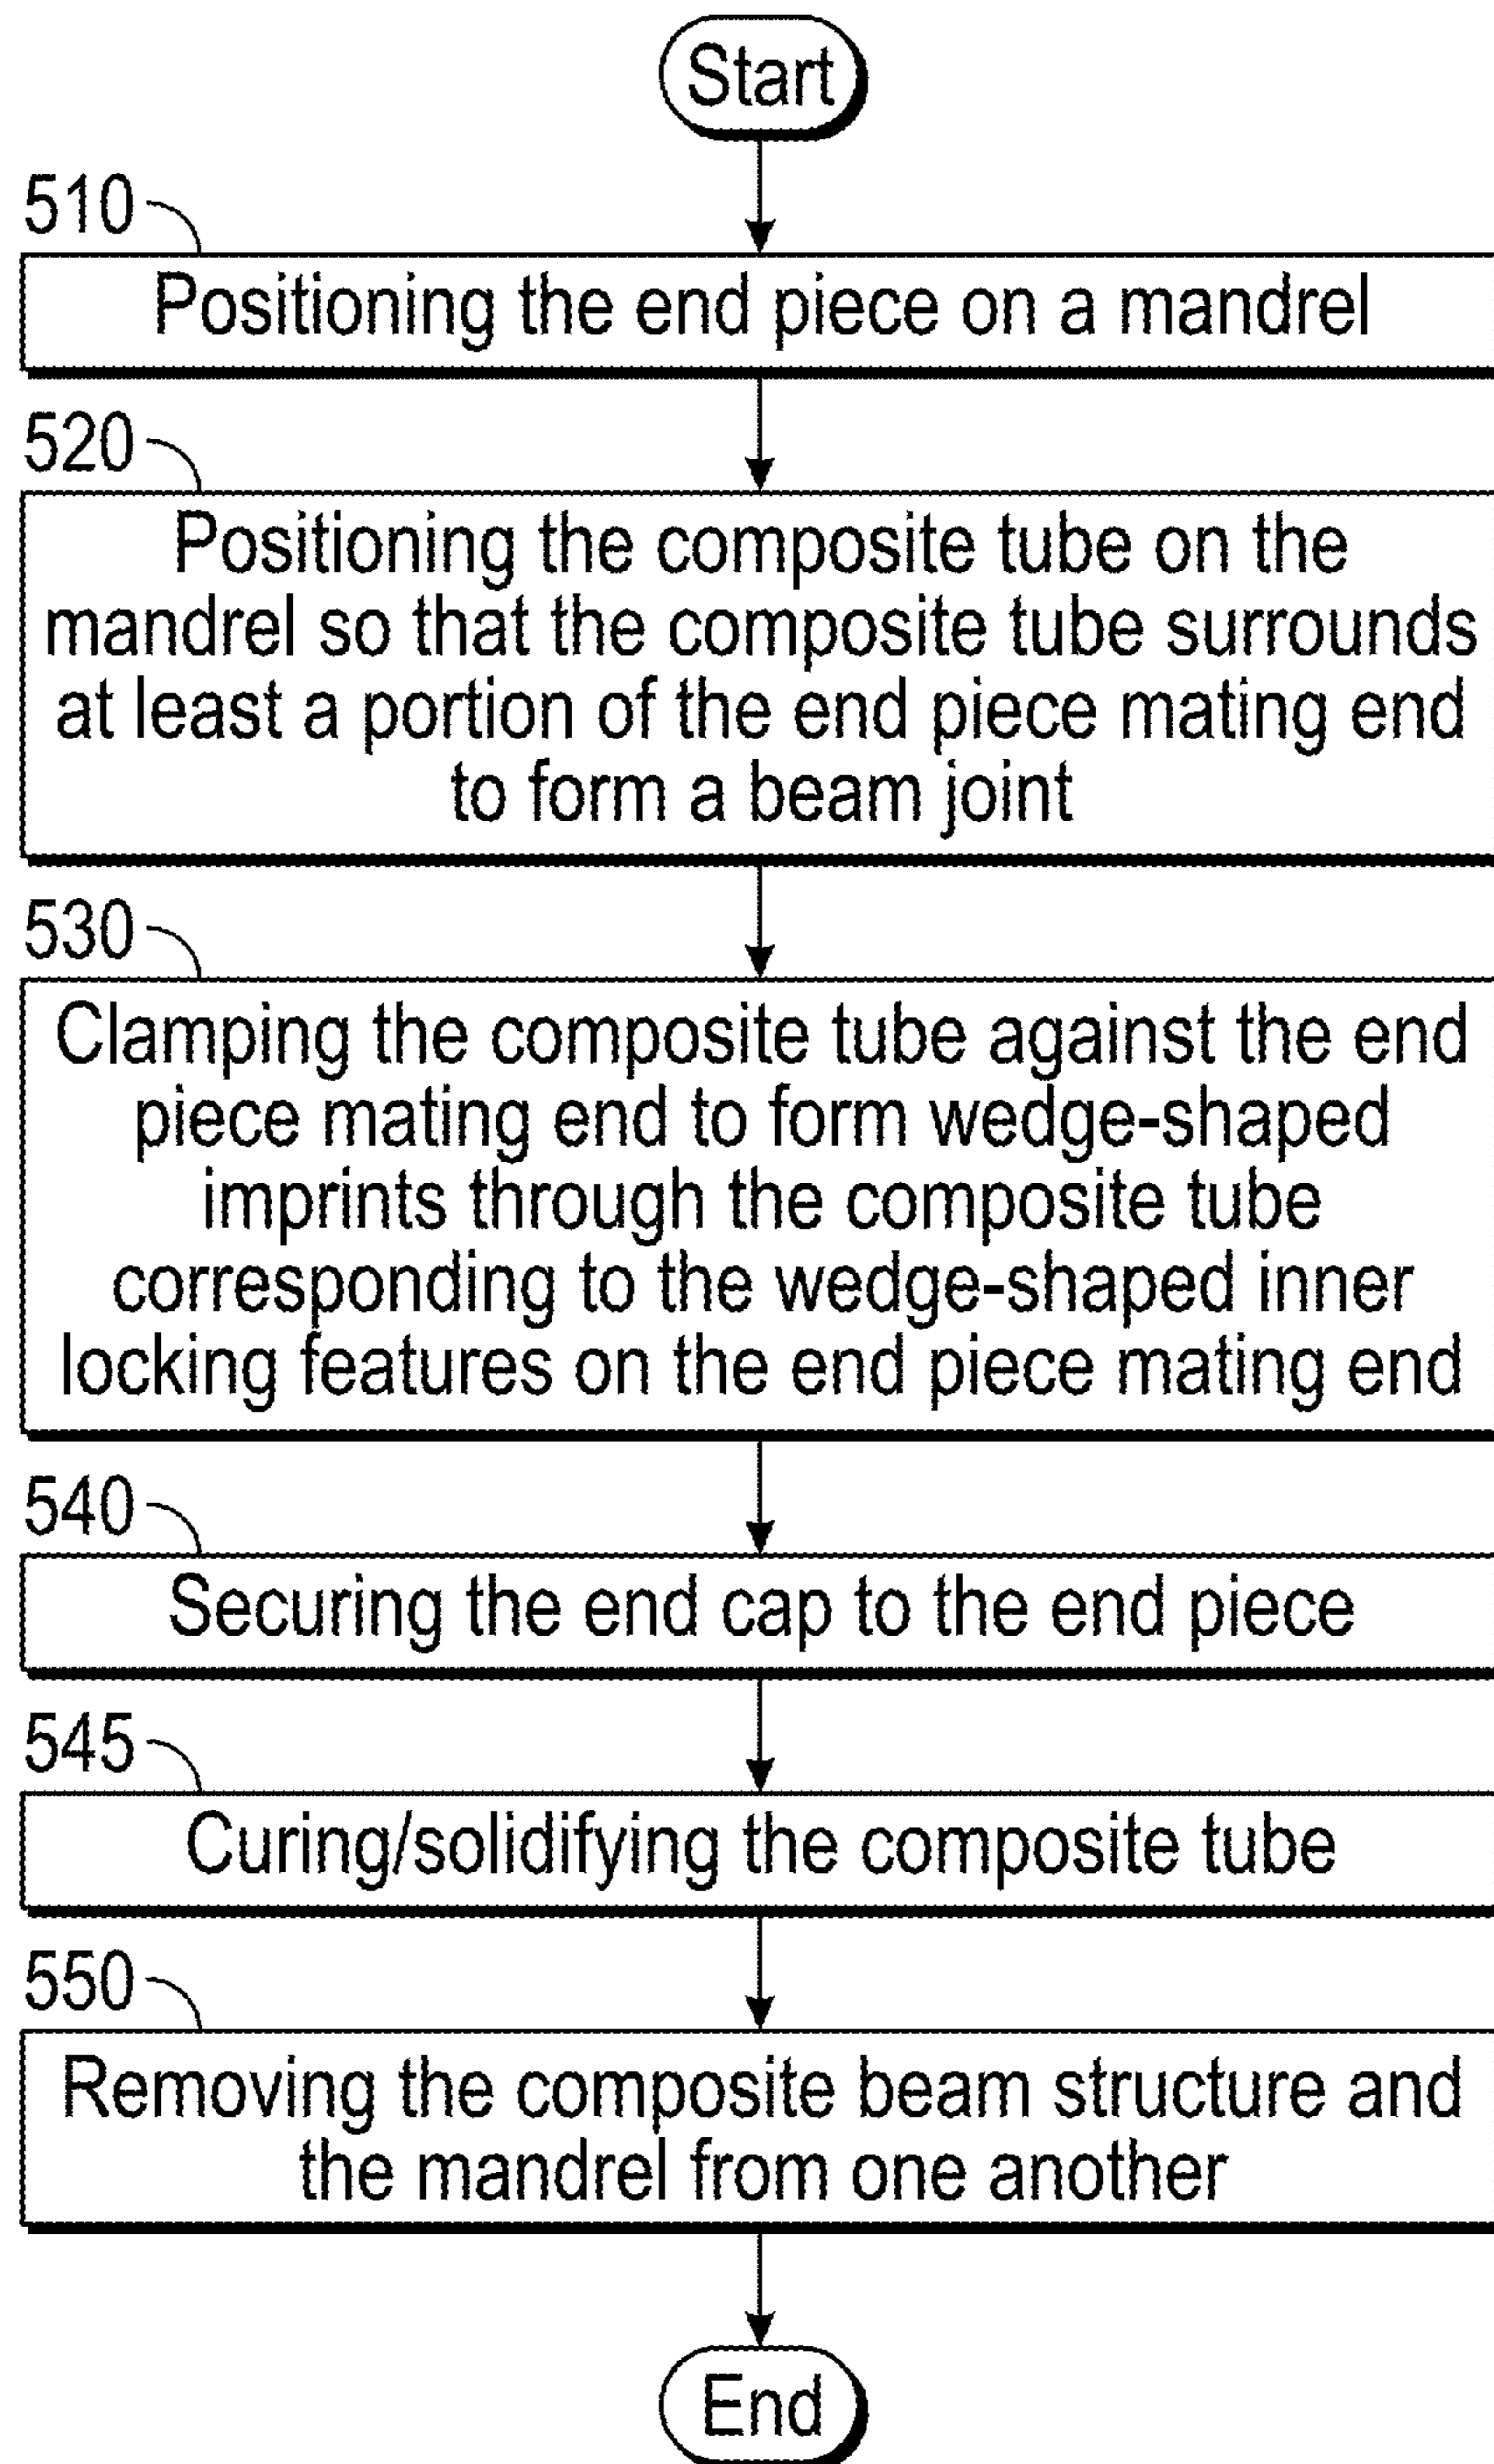 Start
510
Positioning the end piece on a mandrel
520
Positioning the composite tube on the
mandrel so that the composite tube surrounds
at least a portion of the end piece mating end
to form a beam joint
530
Clamping the composite tube against the end
piece mating end to form wedge-shaped
imprints through the composite tube
corresponding to the wedge-shaped inner
locking features on the end piece mating end
540
Securing the end cap to the end piece
545
Curing/solidifying the composite tube
550
Removing the composite beam structure and
the mandrel from one another
End